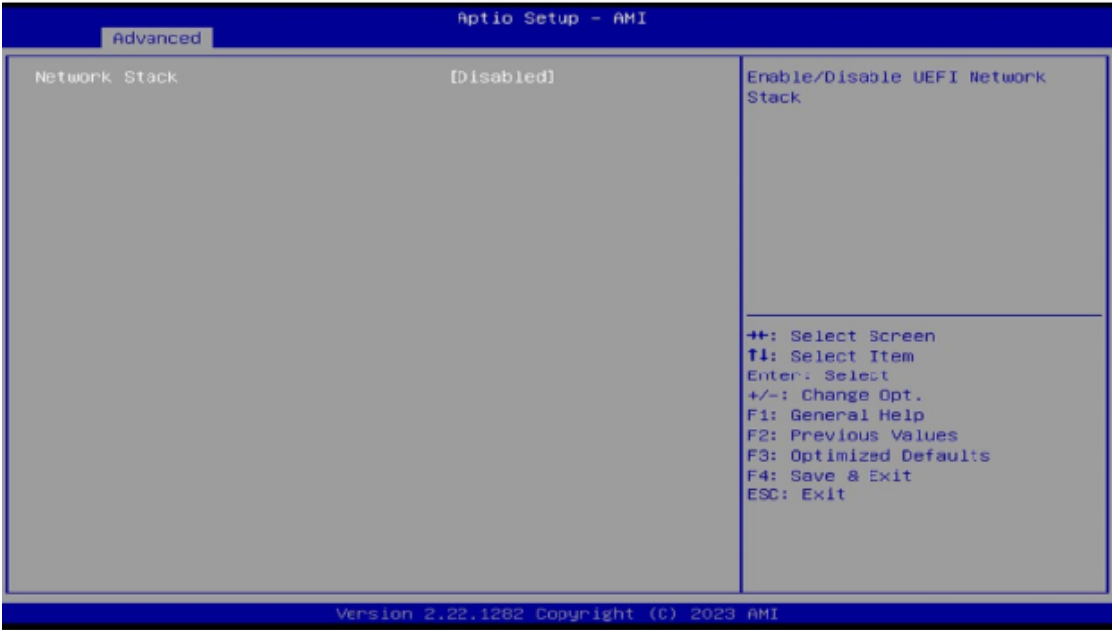 Aptio Setup - AMI
Advanced
Network Stack [Disabled]
Enable/Disable UEFI Network
Stack
→←: Select Screen
↑↓: Select Item
Enter: Select
+/-: Change Opt.
F1: General Help
F2: Previous Values
F3: Optimized Defaults
F4: Save & Exit
ESC: Exit
Version 2.22.1282 Copyright (C) 2023 AMI